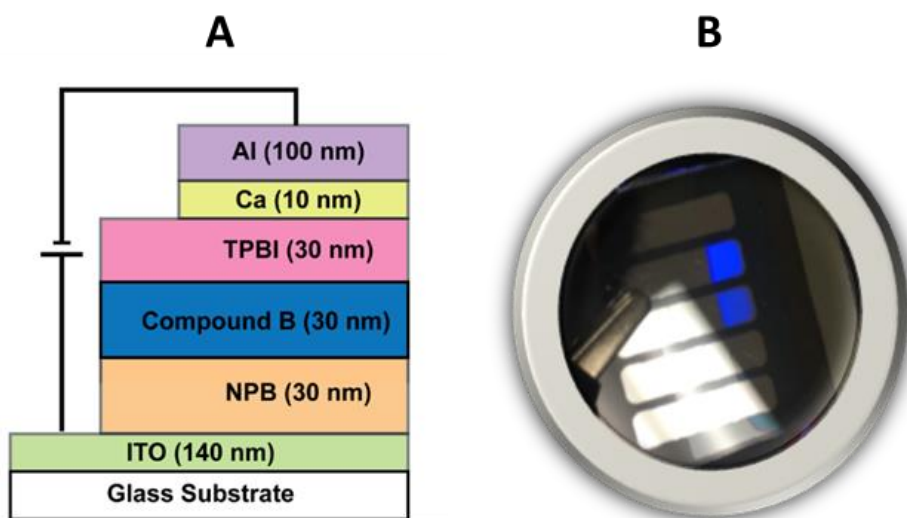 A
B
Al (100 nm)
Ca (10 nm)
TPBI (30 nm)
Compound B (30 nm)
NPB (30 nm)
ITO (140 nm)
Glass Substrate